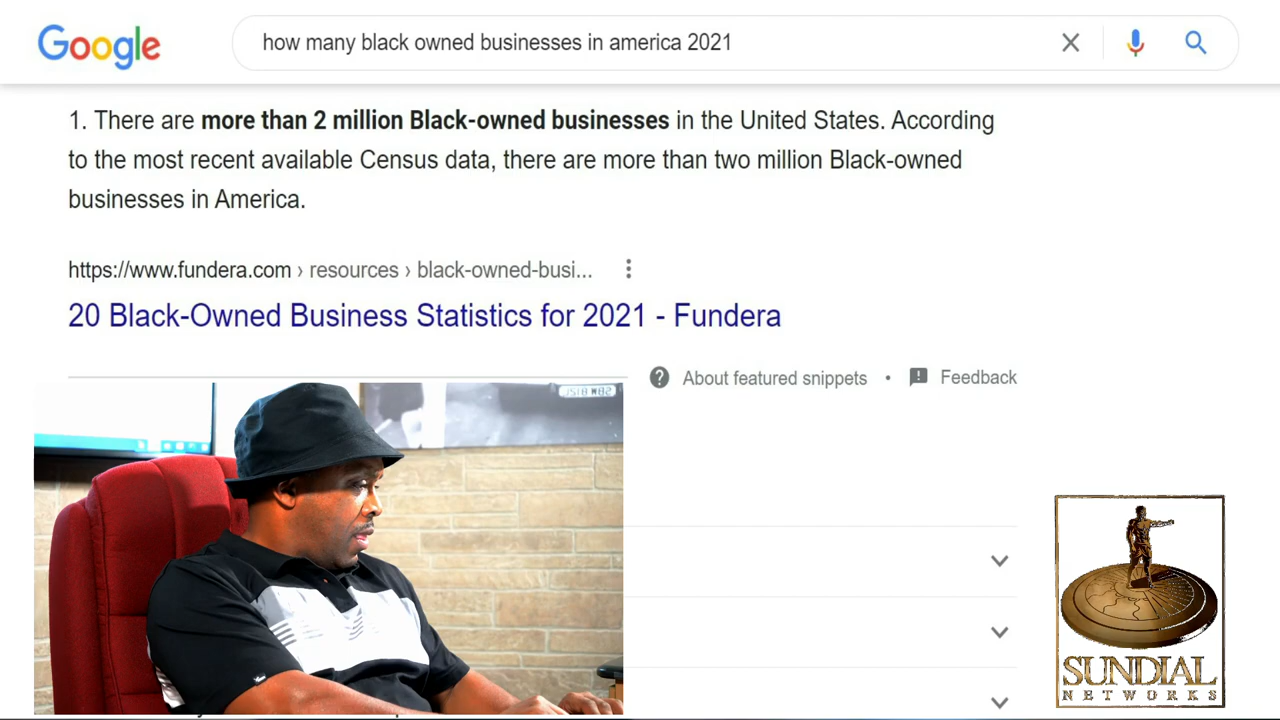 Google
how many black owned businesses in america 2021
1. There are more than 2 million Black-owned businesses in the United States. According
to the most recent available Census data, there are more than two million Black-owned
businesses in America.
https://www.fundera.com › resources › black-owned-busi...
20 Black-Owned Business Statistics for 2021 - Fundera
About featured snippets • Feedback
SUNDIAL
NETWORKS